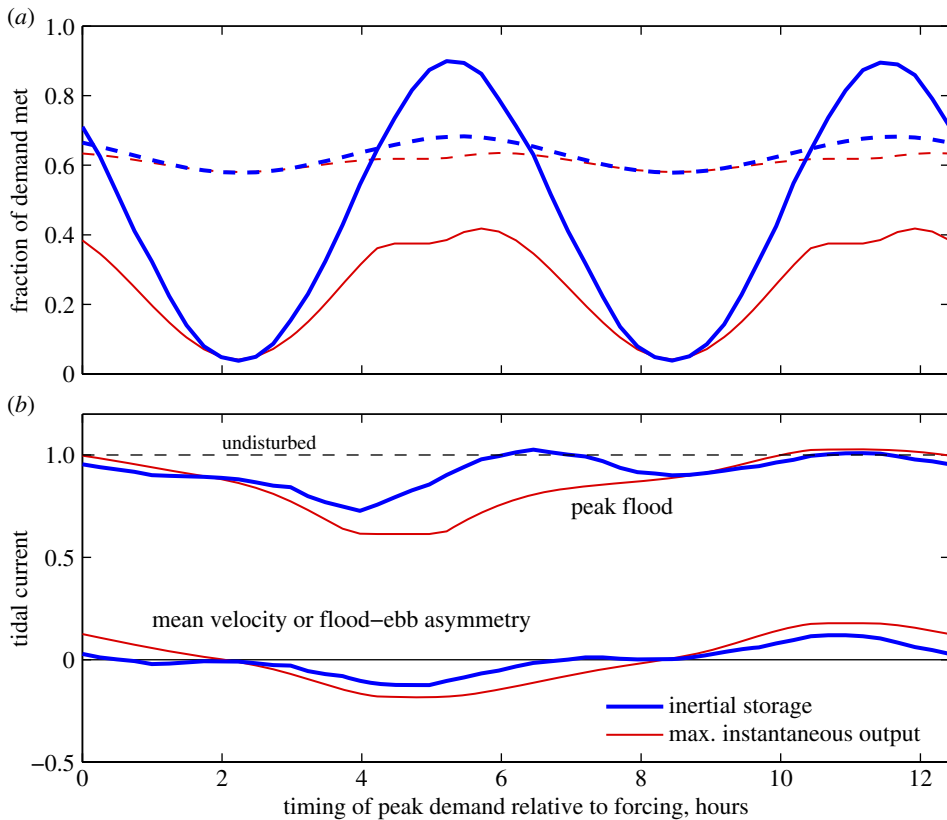 (a)
1.0
0.8
0.6
0.4
0.2
0
fraction of demand met
(b)
1.0
0.5
0
−0.5
tidal current
undisturbed
peak flood
mean velocity or flood−ebb asymmetry
inertial storage
max. instantaneous output
0 2 4 6 8 10 12
timing of peak demand relative to forcing, hours